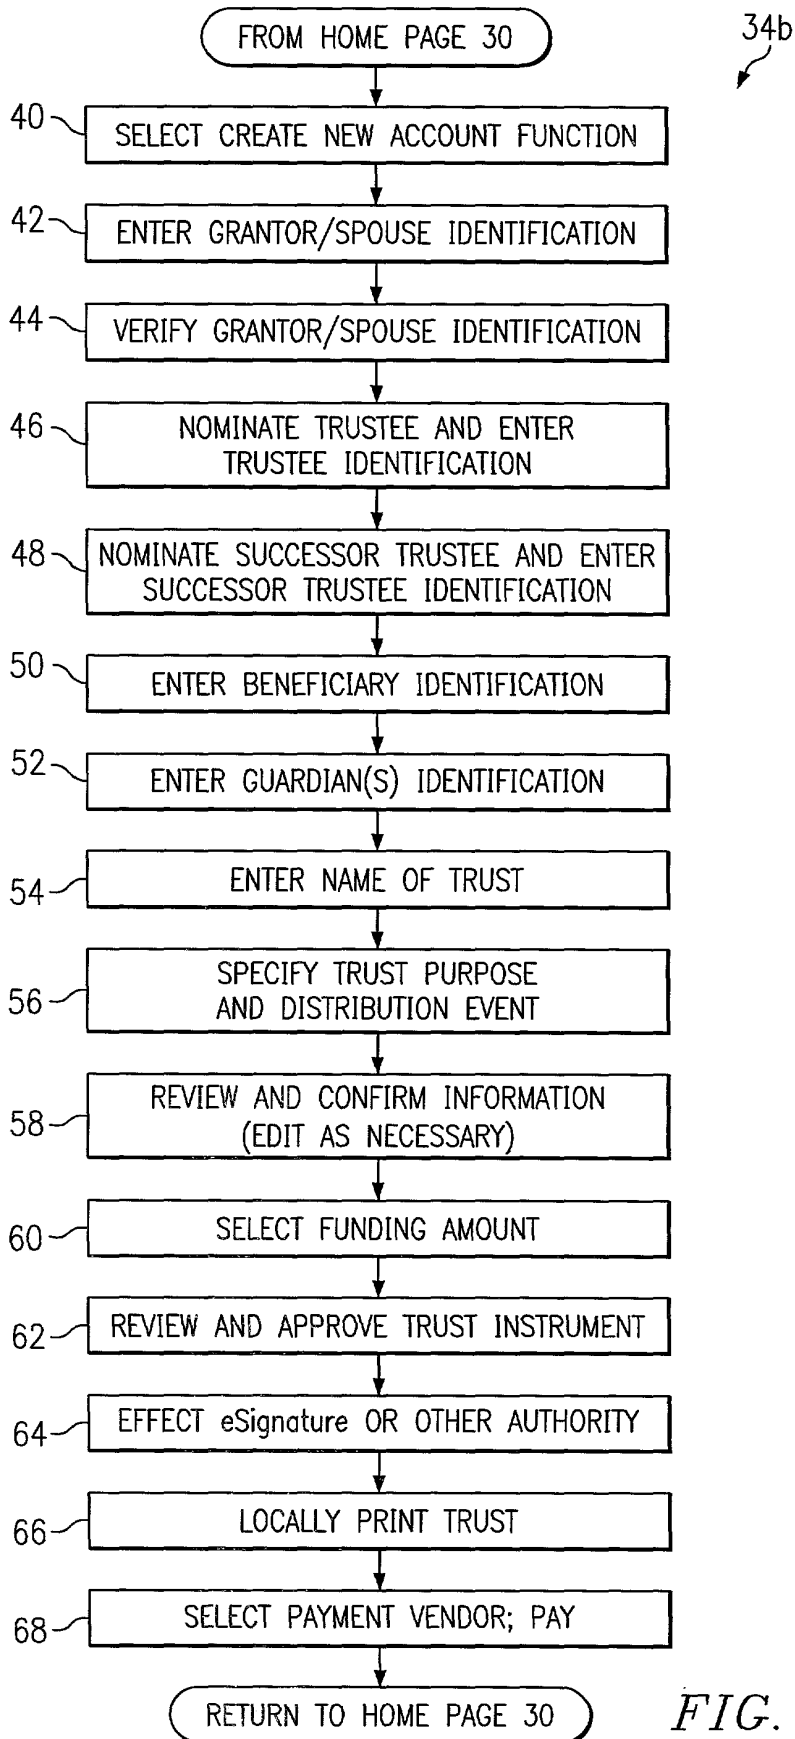 FROM HOME PAGE 30
34b
40
SELECT CREATE NEW ACCOUNT FUNCTION
42
ENTER GRANTOR/SPOUSE IDENTIFICATION
44
VERIFY GRANTOR/SPOUSE IDENTIFICATION
46
NOMINATE TRUSTEE AND ENTER
TRUSTEE IDENTIFICATION
48
NOMINATE SUCCESSOR TRUSTEE AND ENTER
SUCCESSOR TRUSTEE IDENTIFICATION
50
ENTER BENEFICIARY IDENTIFICATION
52
ENTER GUARDIAN(S) IDENTIFICATION
54
ENTER NAME OF TRUST
56
SPECIFY TRUST PURPOSE
AND DISTRIBUTION EVENT
58
REVIEW AND CONFIRM INFORMATION
(EDIT AS NECESSARY)
60
SELECT FUNDING AMOUNT
62
REVIEW AND APPROVE TRUST INSTRUMENT
64
EFFECT eSignature OR OTHER AUTHORITY
66
LOCALLY PRINT TRUST
68
SELECT PAYMENT VENDOR; PAY
RETURN TO HOME PAGE 30
FIG.